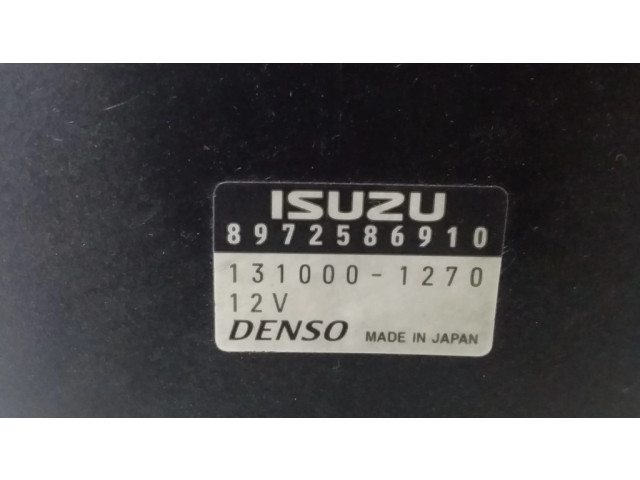 ISUZU
8972586910
131000-1270
12V
DENSO MADE IN JAPAN